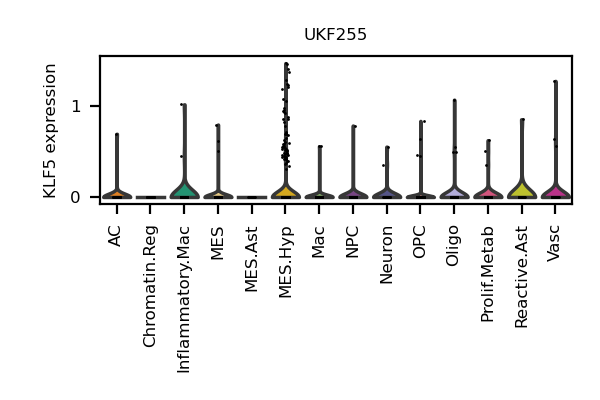 UKF255
KLF5 expression
1
0
AC
Chromatin.Reg
Inflammatory.Mac
MES
MES.Ast
MES.Hyp
Mac
NPC
Neuron
OPC
Oligo
Prolif.Metab
Reactive.Ast
Vasc